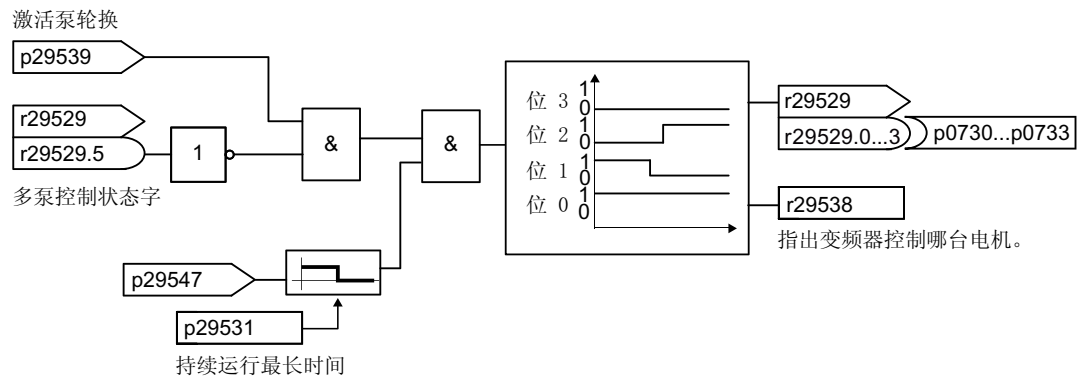 激活泵轮换
p29539
r29529
r29529.5
1
多泵控制状态字
&
&
p29547
p29531
持续运行最长时间
位 3 1 0
位 2 1 0
位 1 1 0
位 0 1 0
r29529
r29529.0...3
p0730...p0733
r29538
指出变频器控制哪台电机。